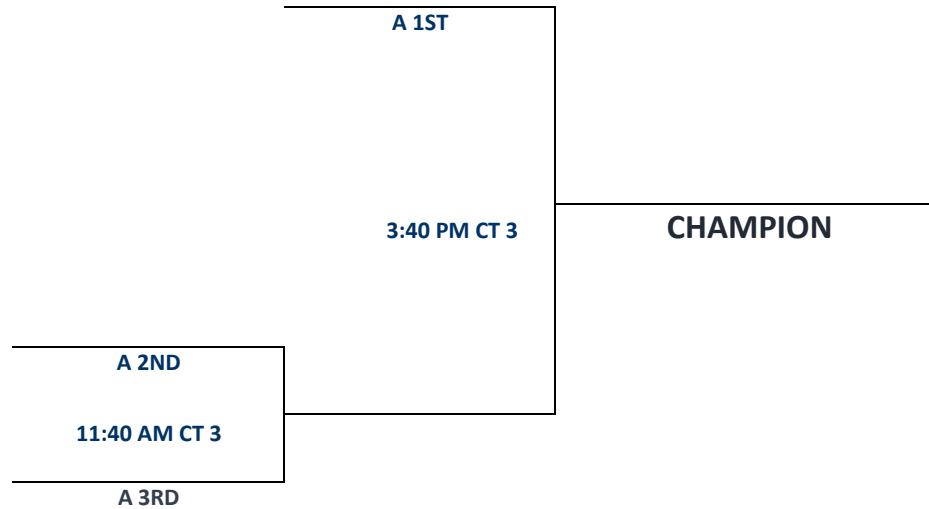 A 1ST
3:40 PM CT 3
CHAMPION
A 2ND
11:40 AM CT 3
A 3RD